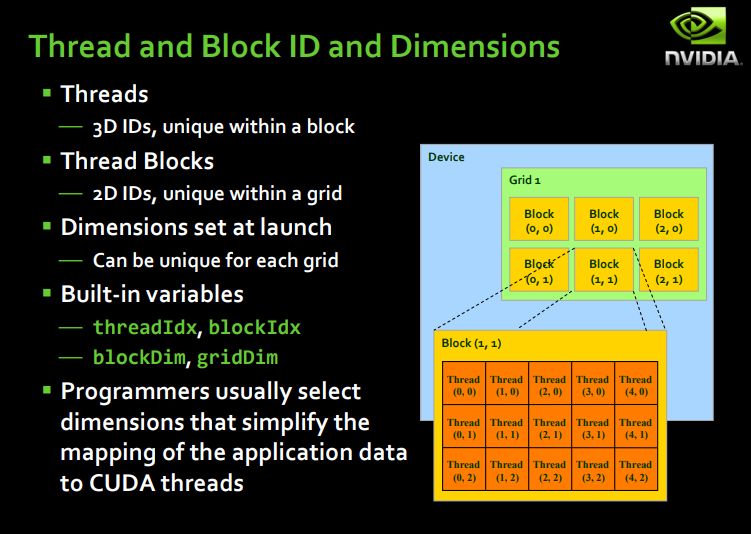 Thread and Block ID and Dimensions
NVIDIA.
Threads
3D IDs, unique within a block
Thread Blocks
2D IDs, unique within a grid
Dimensions set at launch
Can be unique for each grid
Built-in variables
threadIdx, blockIdx
blockDim, gridDim
Programmers usually select
dimensions that simplify the
mapping of the application data
to CUDA threads
Device
Grid 1
Block Block Block
(0, 0) (1, 0) (2, 0)
Block Block Block
(0, 1) (1, 1) (2, 1)
Block (1, 1)
Thread Thread Thread Thread Thread
(0, 0) (1, 0) (2, 0) (3, 0) (4, 0)
Thread Thread Thread Thread Thread
(0, 1) (1, 1) (2, 1) (3, 1) (4, 1)
Thread Thread Thread Thread Thread
(0, 2) (1, 2) (2, 2) (3, 2) (4, 2)